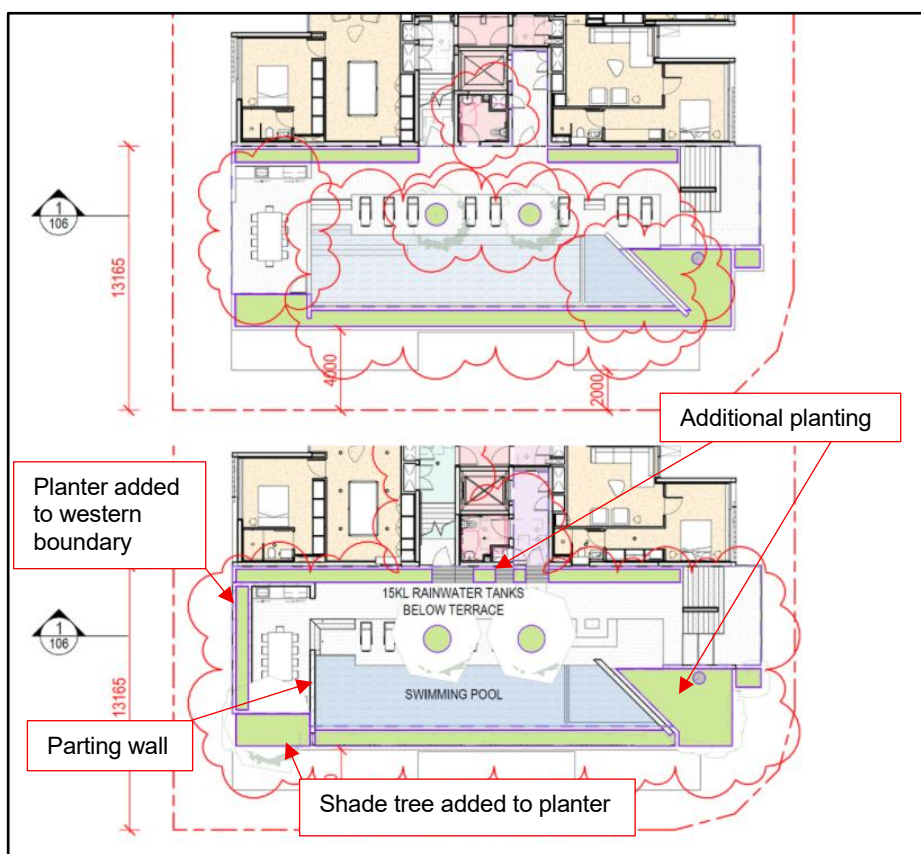 1
106
13165
4000
2000
Additional planting
Planter added
to western
boundary
15KL RAINWATER TANKS
BELOW TERRACE
1
106
SWIMMING POOL
13165
Parting wall
Shade tree added to planter